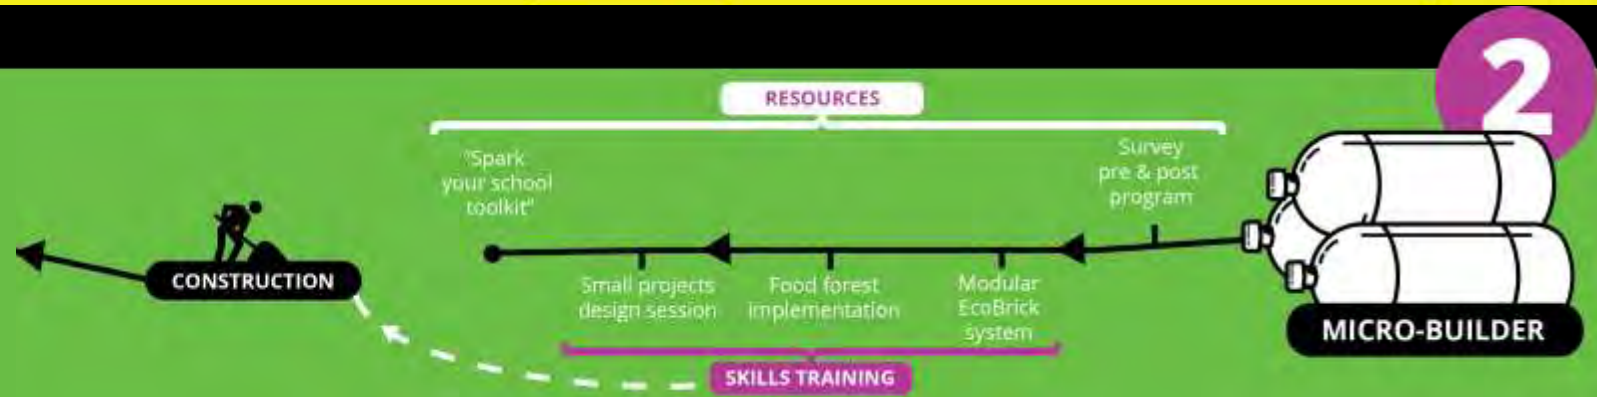 2
RESOURCES
"Spark
your school
toolkit"
Survey
pre & post
program
CONSTRUCTION
Small projects
design session
Food forest
implementation
Modular
EcoBrick
system
MICRO-BUILDER
SKILLS TRAINING